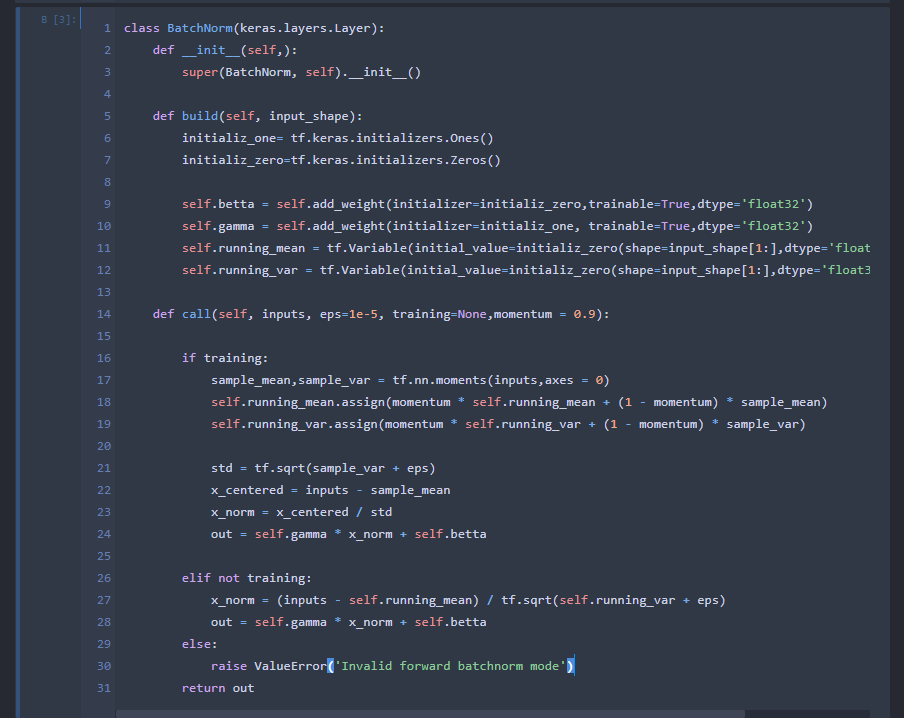 В [3]:
1 class BatchNorm(keras.layers.Layer):
2     def __init__(self,):
3         super(BatchNorm, self).__init__()
4
5     def build(self, input_shape):
6         initializ_one= tf.keras.initializers.Ones()
7         initializ_zero=tf.keras.initializers.Zeros()
8
9         self.betta = self.add_weight(initializer=initializ_zero,trainable=True,dtype='float32')
10         self.gamma = self.add_weight(initializer=initializ_one, trainable=True,dtype='float32')
11         self.running_mean = tf.Variable(initial_value=initializ_zero(shape=input_shape[1:],dtype='float
12         self.running_var = tf.Variable(initial_value=initializ_zero(shape=input_shape[1:],dtype='float3
13
14     def call(self, inputs, eps=1e-5, training=None,momentum = 0.9):
15
16         if training:
17             sample_mean,sample_var = tf.nn.moments(inputs,axes = 0)
18             self.running_mean.assign(momentum * self.running_mean + (1 - momentum) * sample_mean)
19             self.running_var.assign(momentum * self.running_var + (1 - momentum) * sample_var)
20
21             std = tf.sqrt(sample_var + eps)
22             x_centered = inputs - sample_mean
23             x_norm = x_centered / std
24             out = self.gamma * x_norm + self.betta
25
26         elif not training:
27             x_norm = (inputs - self.running_mean) / tf.sqrt(self.running_var + eps)
28             out = self.gamma * x_norm + self.betta
29         else:
30             raise ValueError('Invalid forward batchnorm mode')
31         return out